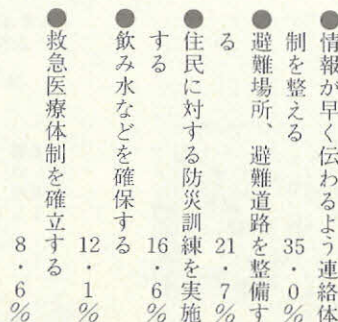 ●情報が早く伝わるよう連絡体
制を整える 35・0%
●避難場所、避難道路を整備す
る 21・7%
●住民に対する防災訓練を実施
する 16・6%
●飲み水などを確保する
12・1%
●救急医療体制を確立する
8・6%